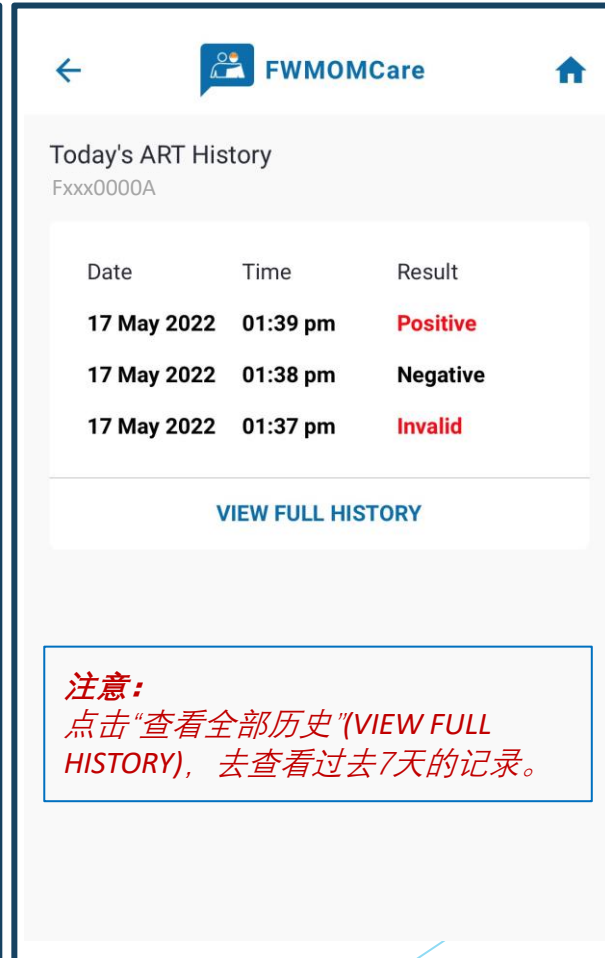 FWMOMCare
Today's ART History
Fxxx0000A
Date Time Result
17 May 2022 01:39 pm Positive
17 May 2022 01:38 pm Negative
17 May 2022 01:37 pm Invalid
VIEW FULL HISTORY
注意：
点击“查看全部历史”(VIEW FULL
HISTORY)， 去查看过去7天的记录。